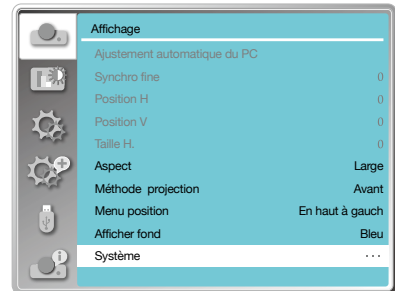 Affichage
Ajustement automatique du PC
Synchro fine 0
Position H 0
Position V 0
Taille H. 0
Aspect Large
Méthode projection Avant
Menu position En haut à gauch
Afficher fond Bleu
Système ...